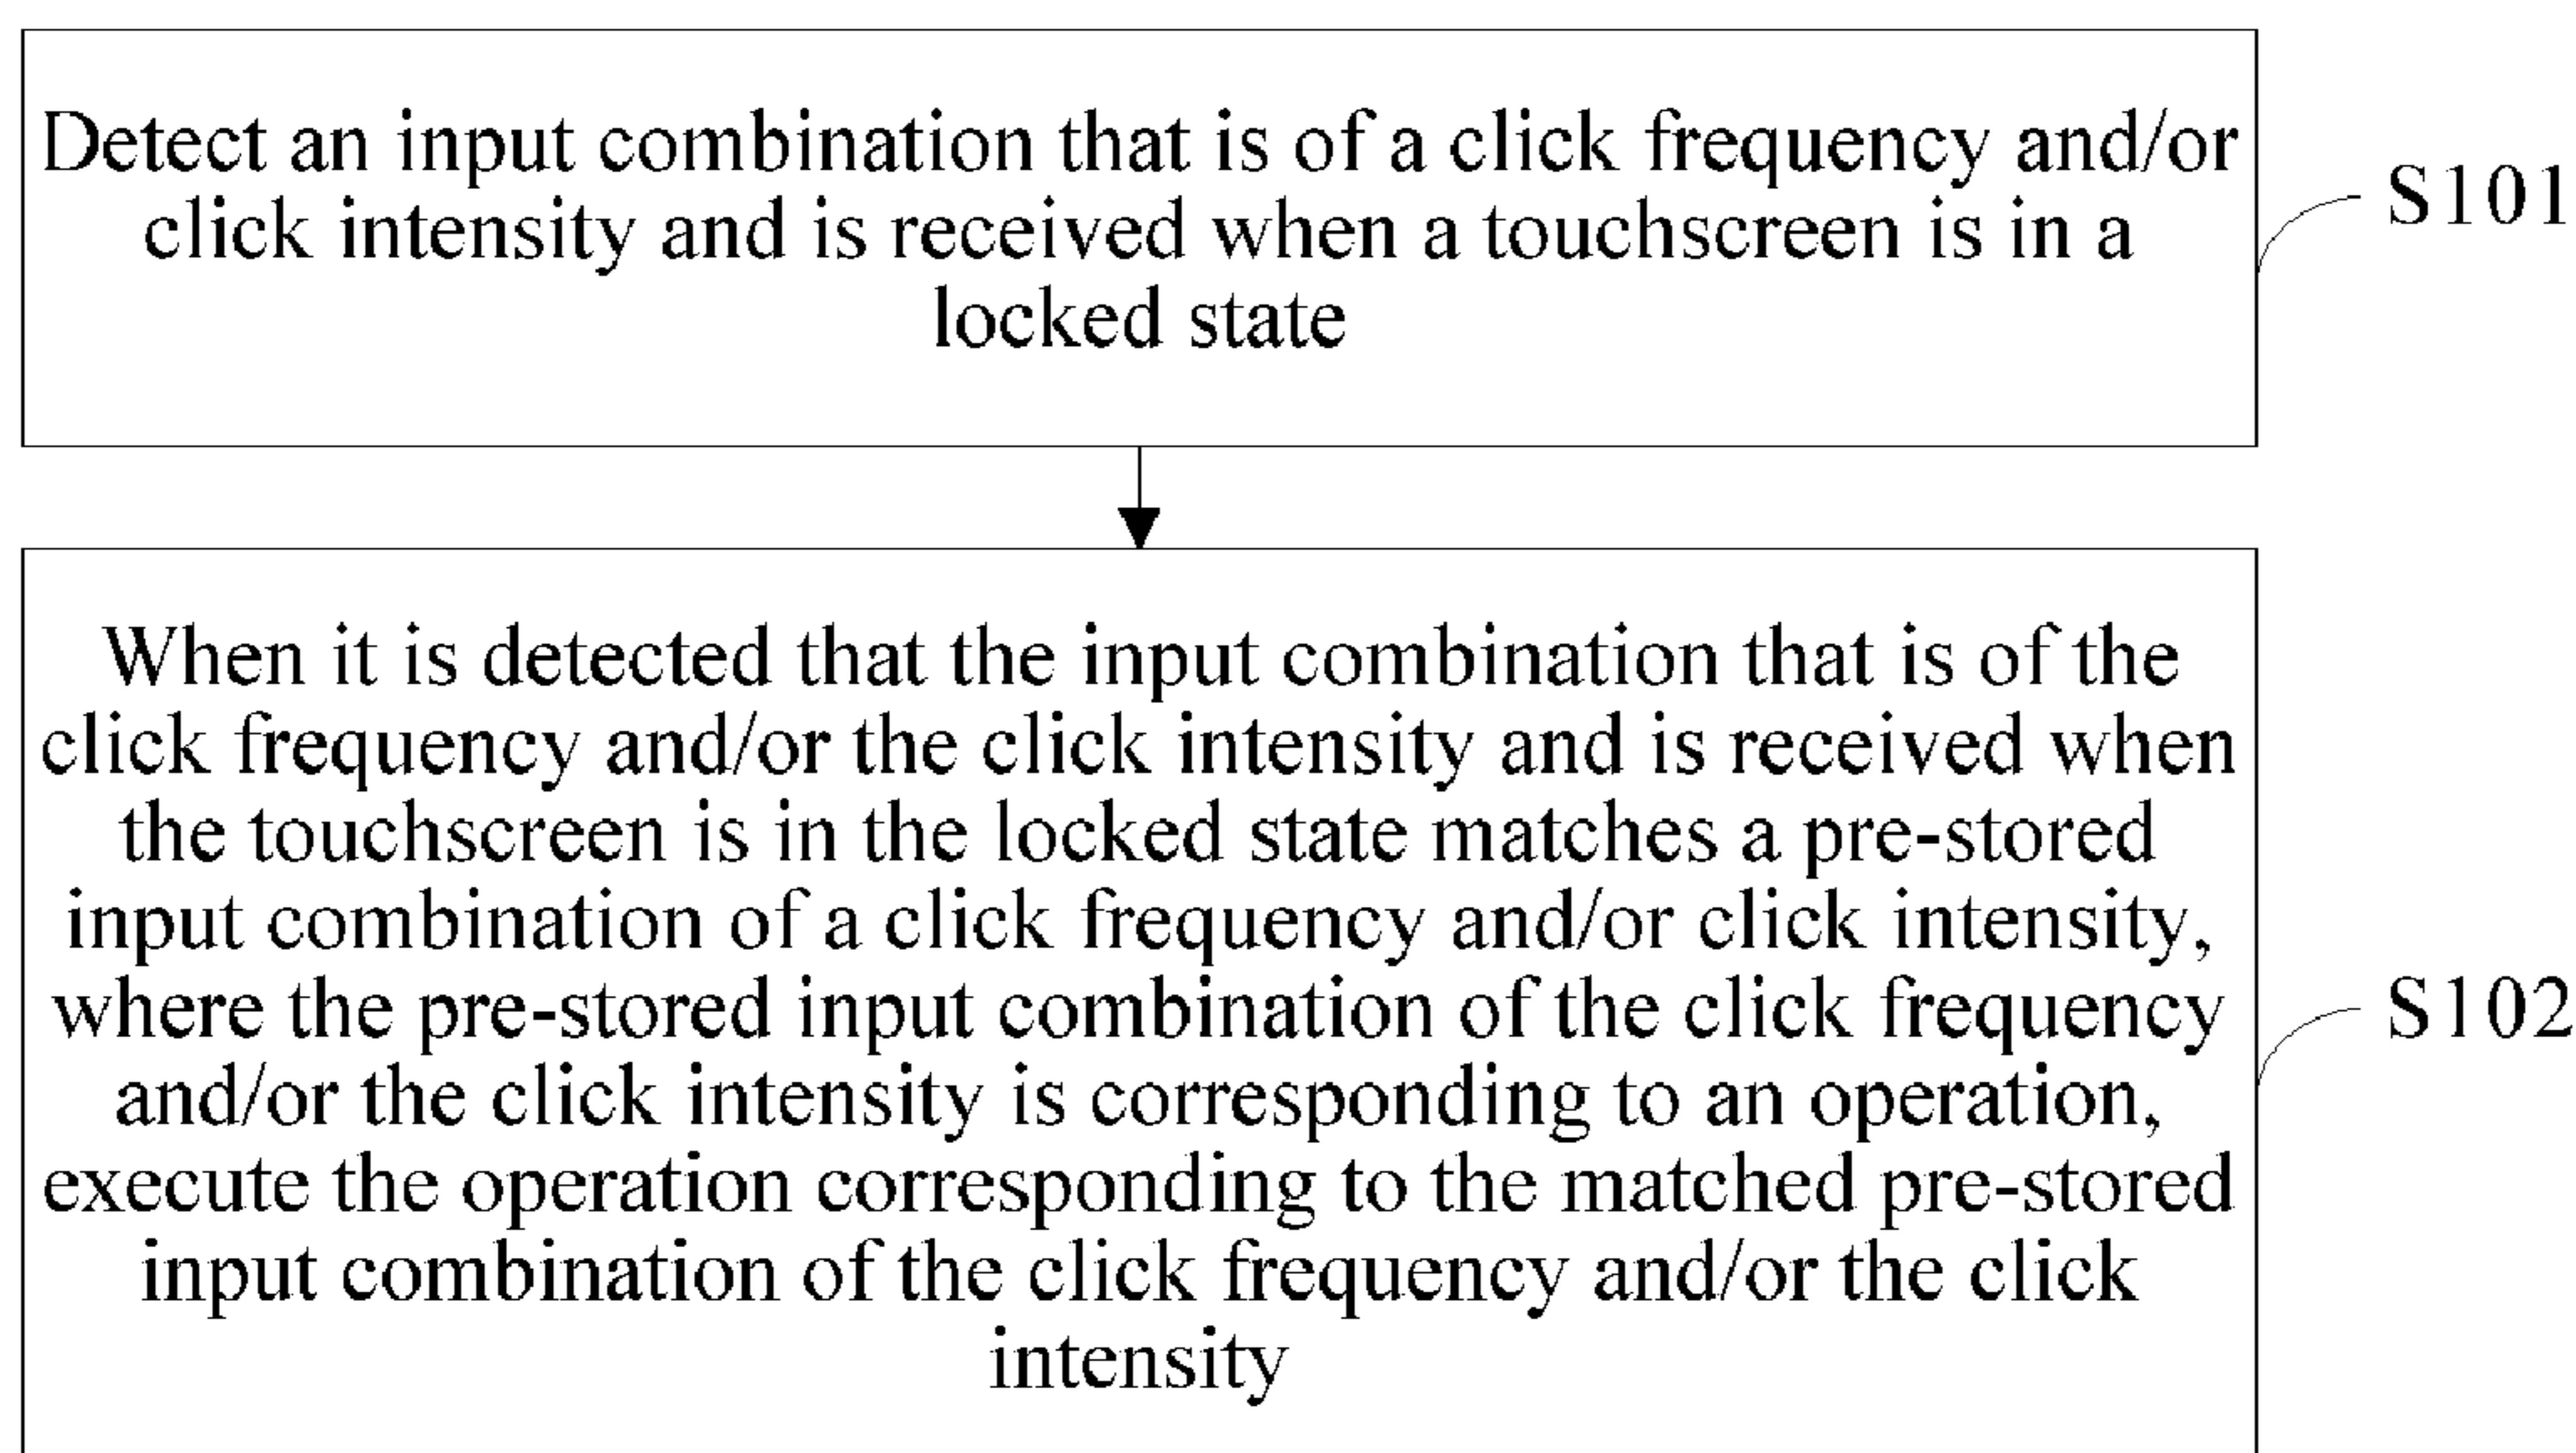 Detect an input combination that is of a click frequency and/or
click intensity and is received when a touchscreen is in a
locked state
S101
When it is detected that the input combination that is of the
click frequency and/or the click intensity and is received when
the touchscreen is in the locked state matches a pre-stored
input combination of a click frequency and/or click intensity,
where the pre-stored input combination of the click frequency
and/or the click intensity is corresponding to an operation,
execute the operation corresponding to the matched pre-stored
input combination of the click frequency and/or the click
intensity
S102